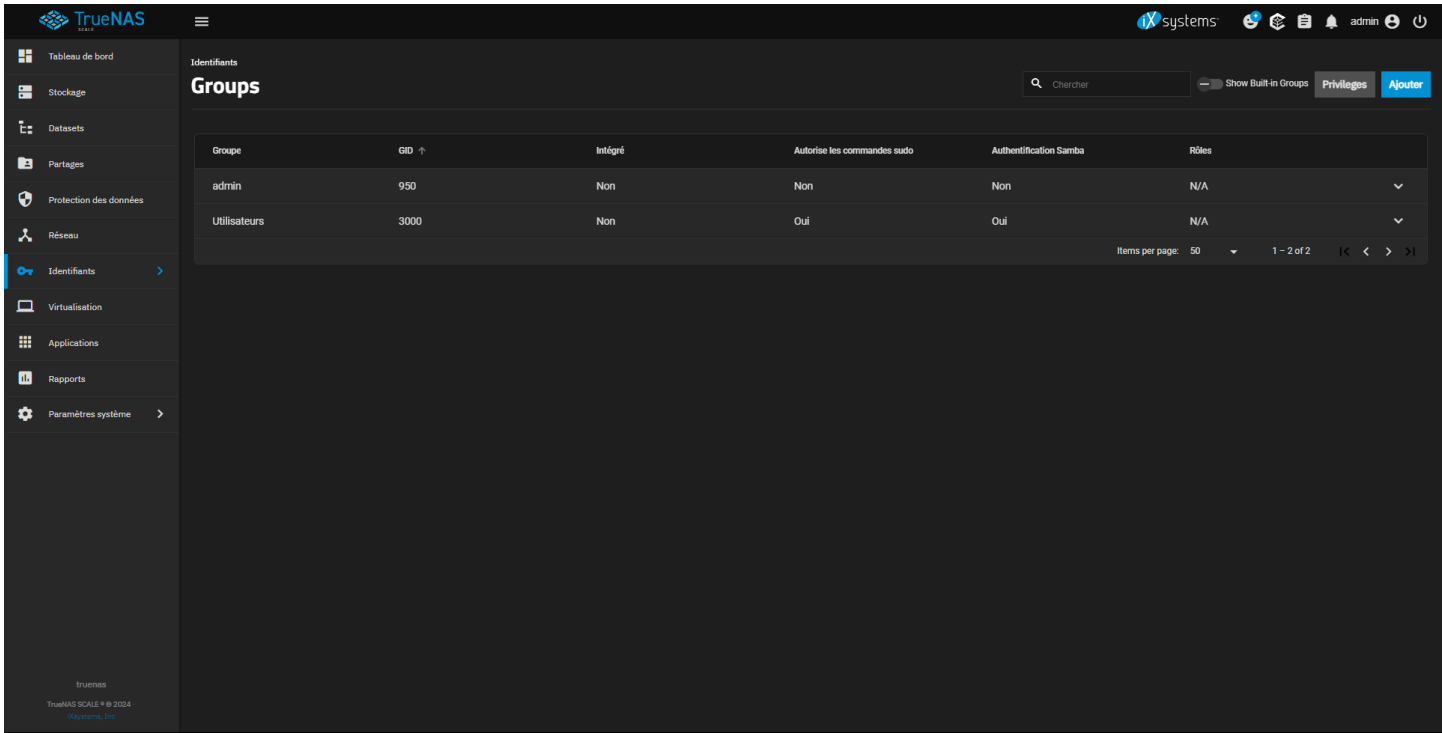 TrueNAS
SCALE
iX systems
admin
Tableau de bord
Stockage
Datasets
Partages
Protection des données
Réseau
Identifiants
Virtualisation
Applications
Rapports
Paramètres système
truenas
TrueNAS SCALE ® © 2024
iXsystems, Inc
Identifiants
Groups
Chercher
Show Built-in Groups
Privileges
Ajouter
Groupe GID Intégré Autorise les commandes sudo Authentification Samba Rôles
admin 950 Non Non Non N/A
Utilisateurs 3000 Non Oui Oui N/A
Items per page: 50 1 – 2 of 2